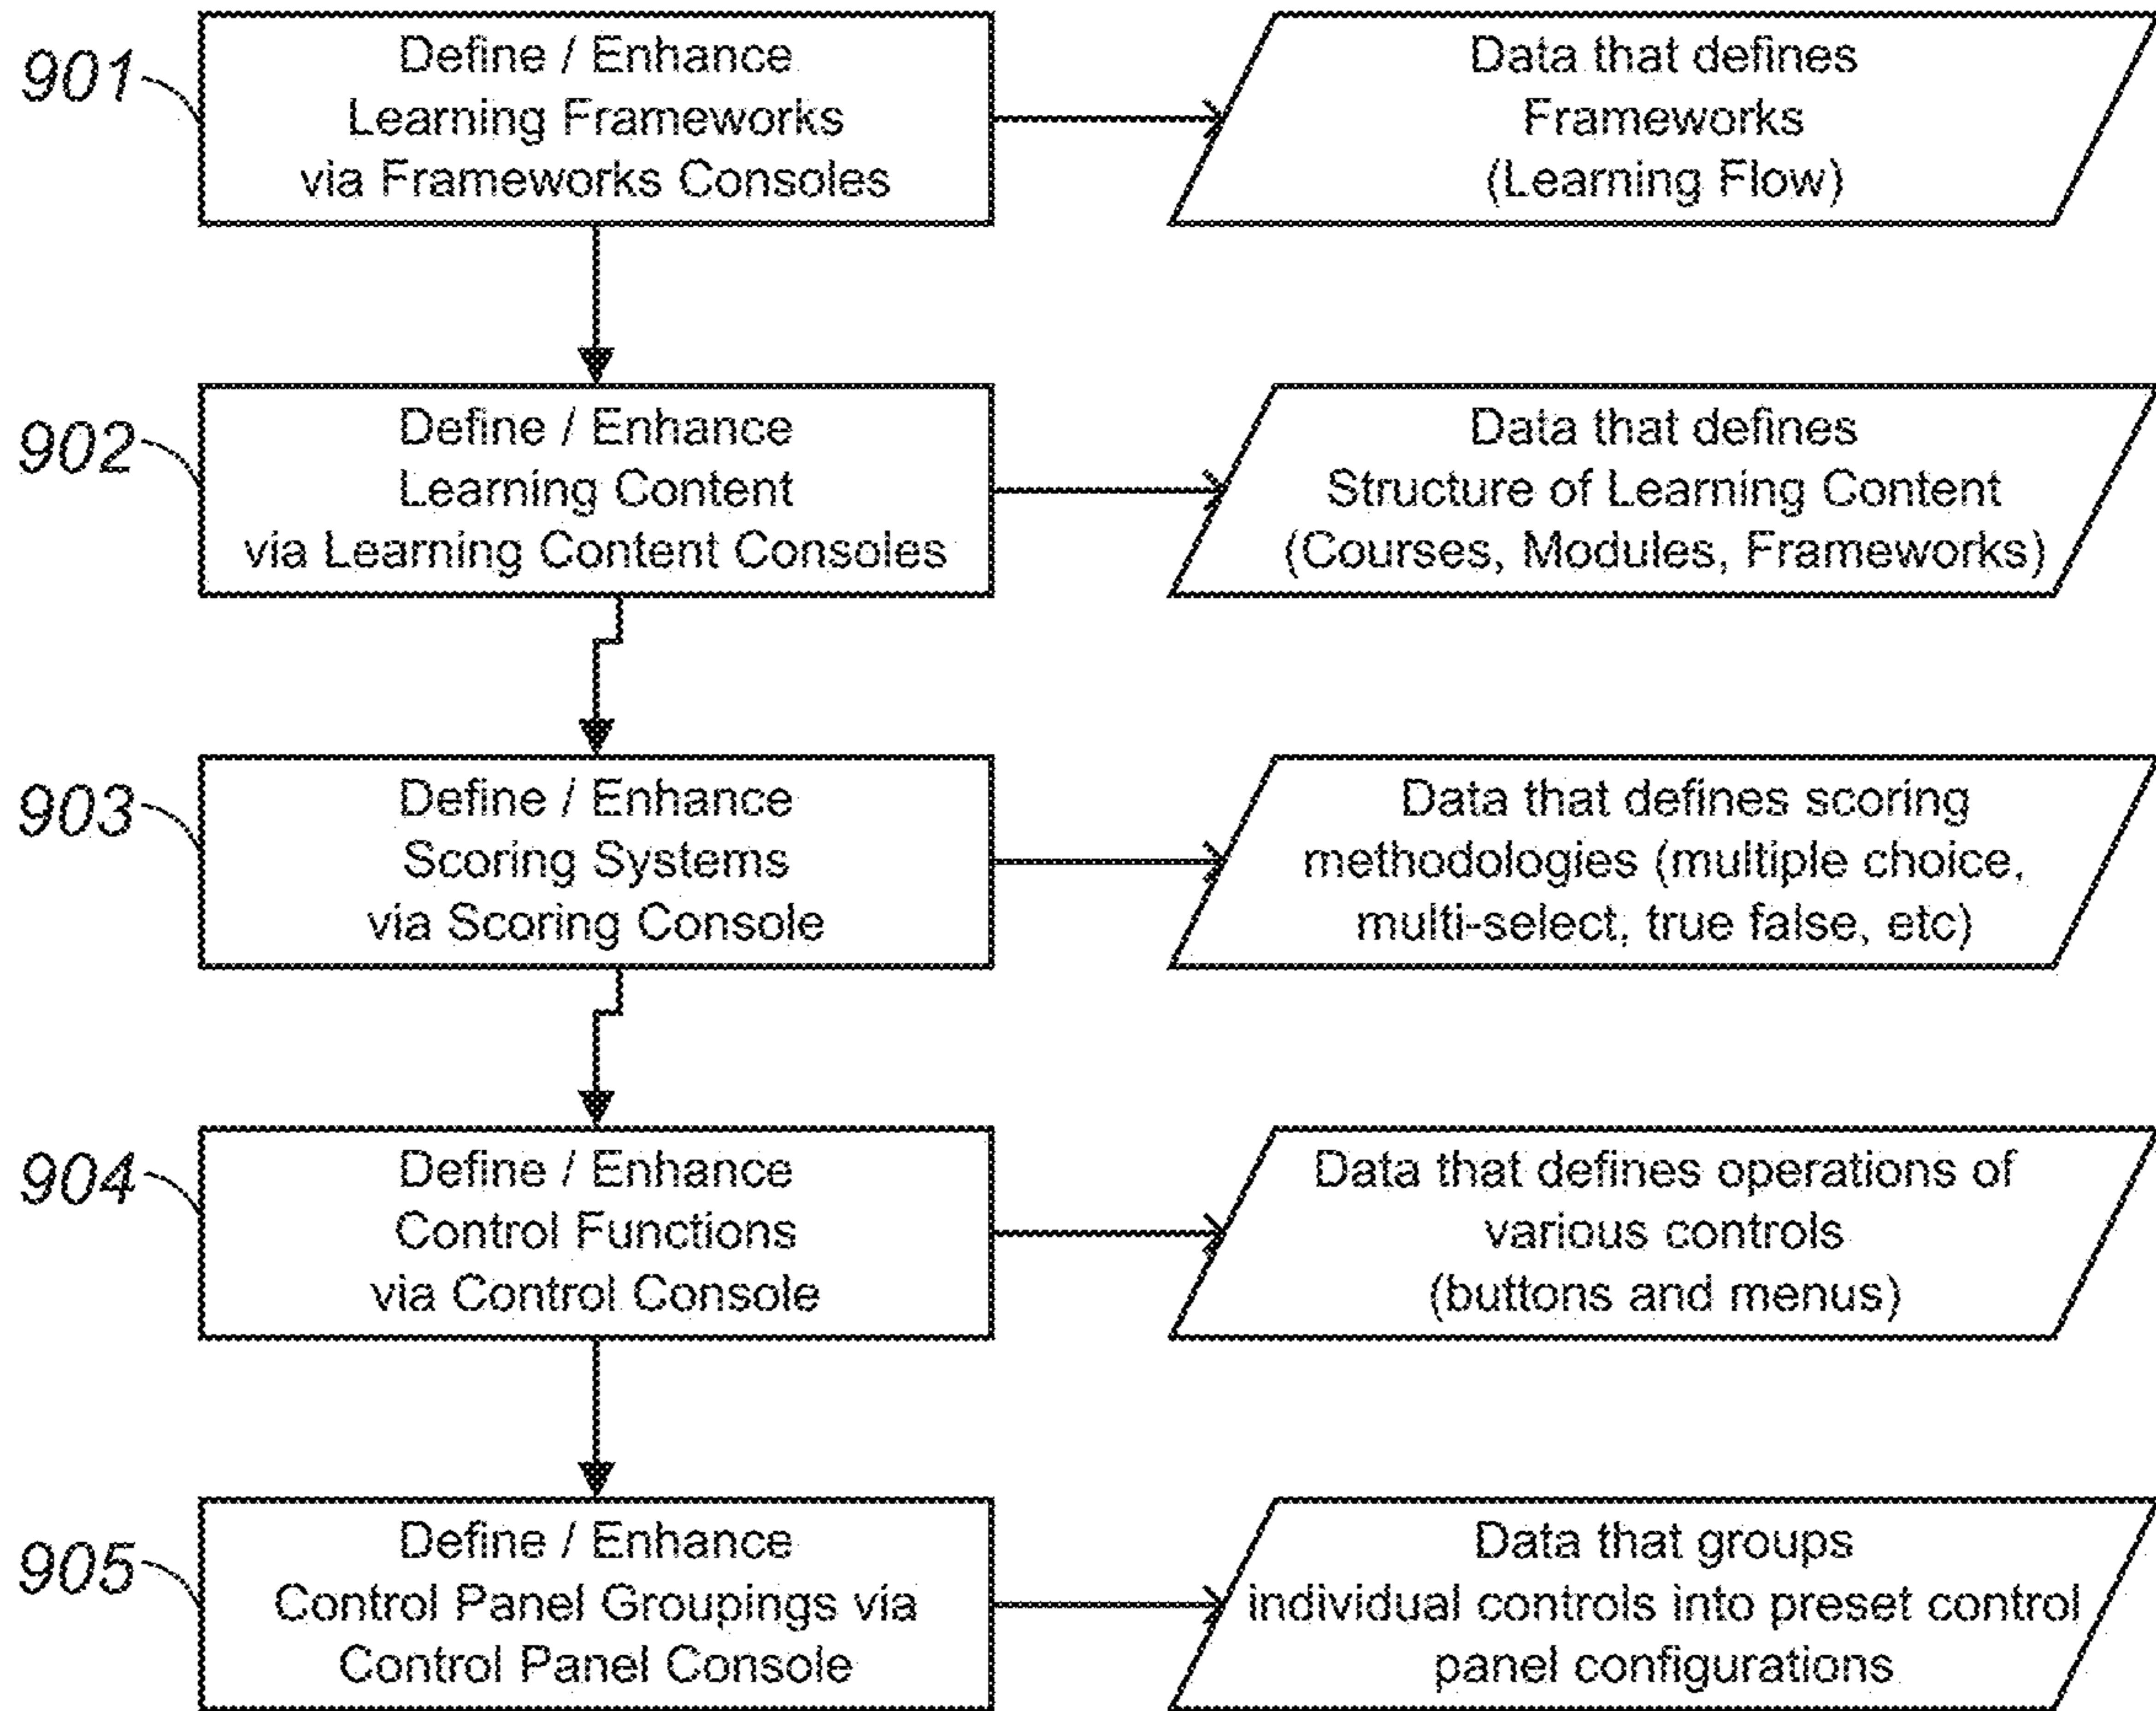 901
Define / Enhance
Learning Frameworks
via Frameworks Consoles
Data that defines
Frameworks
(Learning Flow)
902
Define / Enhance
Learning Content
via Learning Content Consoles
Data that defines
Structure of Learning Content
(Courses, Modules, Frameworks)
903
Define / Enhance
Scoring Systems
via Scoring Console
Data that defines scoring
methodologies (multiple choice,
multi-select, true false, etc)
904
Define / Enhance
Control Functions
via Control Console
Data that defines operations of
various controls
(buttons and menus)
905
Define / Enhance
Control Panel Groupings via
Control Panel Console
Data that groups
individual controls into preset control
panel configurations